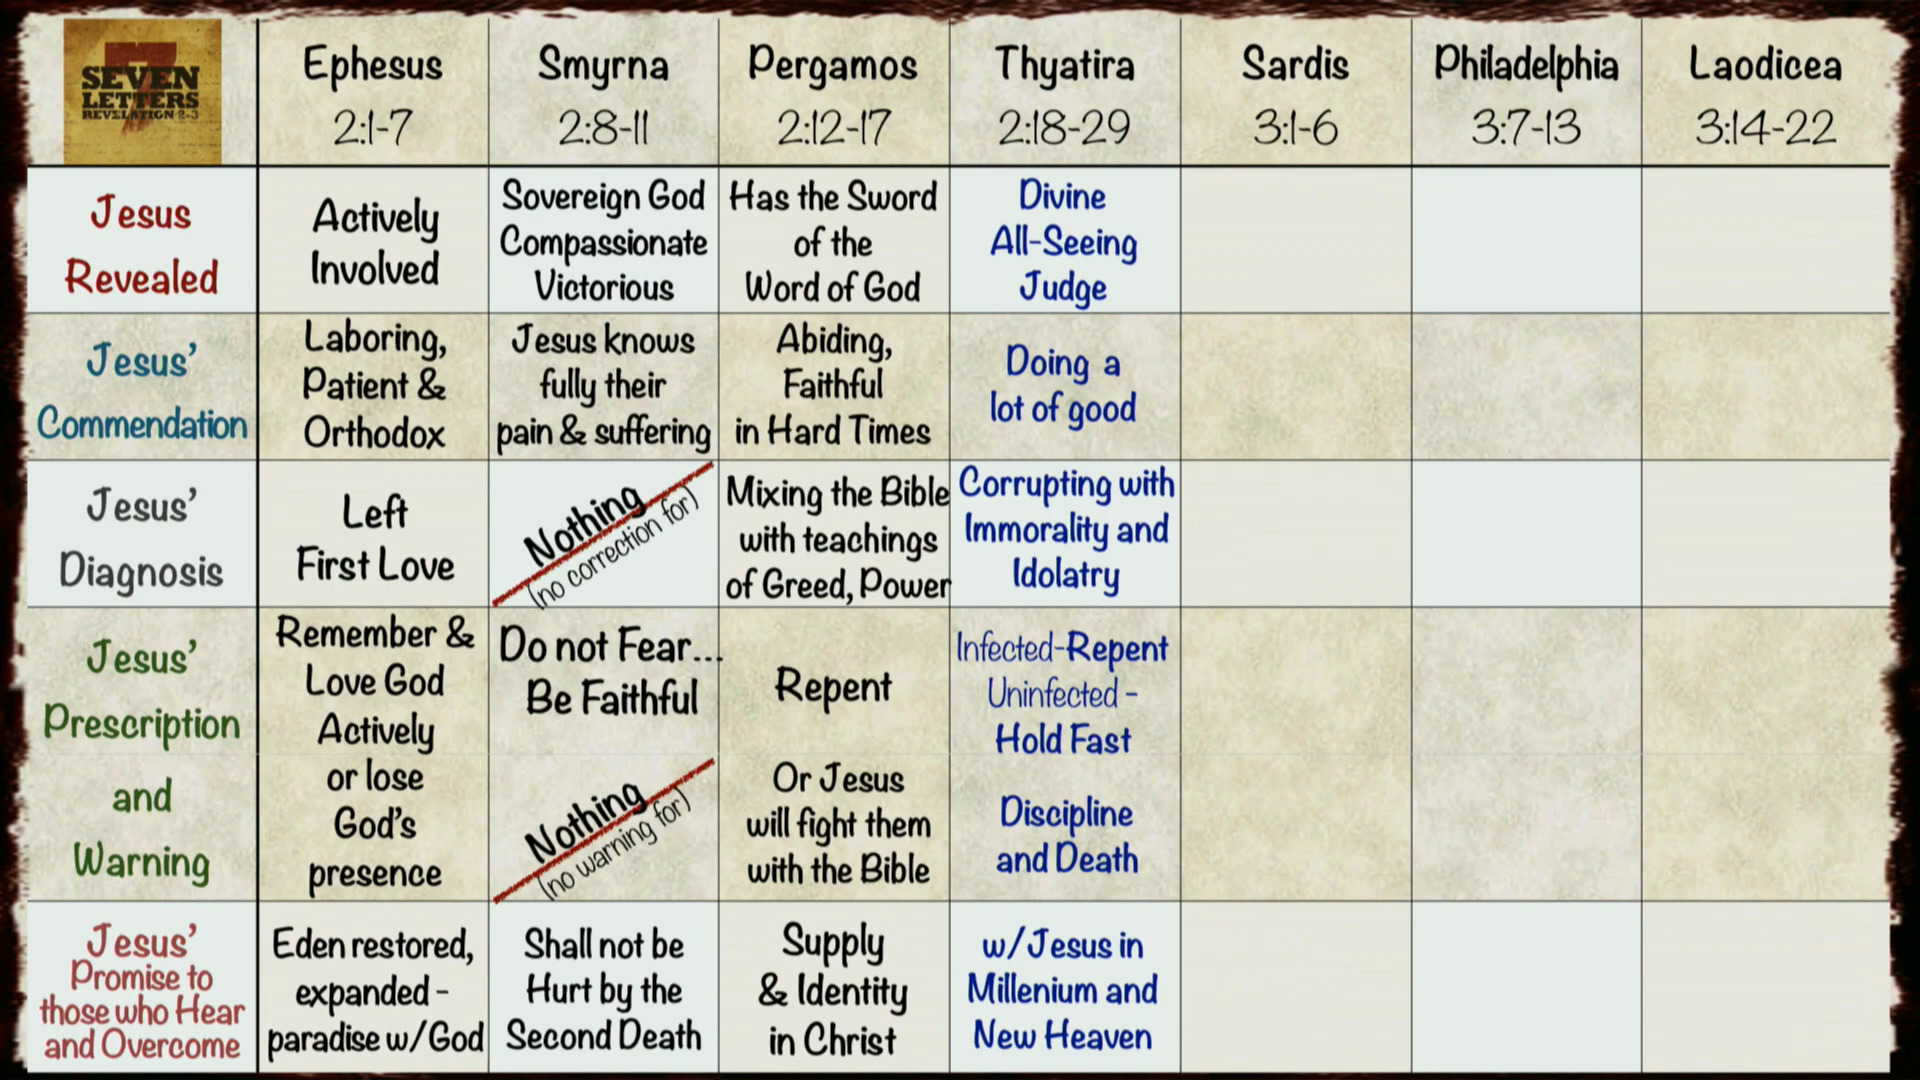 7
SEVEN
LETTERS
REVELATION 2-3
Ephesus
2:1-7
Smyrna
2:8-11
Pergamos
2:12-17
Thyatira
2:18-29
Sardis
3:1-6
Philadelphia
3:7-13
Laodicea
3:14-22
Jesus
Revealed
Actively
Involved
Sovereign God
Compassionate
Victorious
Has the Sword
of the
Word of God
Divine
All-Seeing
Judge
Jesus'
Commendation
Laboring,
Patient &
Orthodox
Jesus knows
fully their
pain & suffering
Abiding,
Faithful
in Hard Times
Doing a
lot of good
Jesus'
Diagnosis
Left
First Love
Nothing
(no correction for)
Mixing the Bible
with teachings
of Greed, Power
Corrupting with
Immorality and
Idolatry
Jesus'
Prescription
and
Warning
Remember &
Love God
Actively
or lose
God's
presence
Do not Fear...
Be Faithful
Nothing
(no warning for)
Repent
Or Jesus
will fight them
with the Bible
Infected-Repent
Uninfected -
Hold Fast
Discipline
and Death
Jesus'
Promise to
those who Hear
and Overcome
Eden restored,
expanded -
paradise w/God
Shall not be
Hurt by the
Second Death
Supply
& Identity
in Christ
w/Jesus in
Millenium and
New Heaven